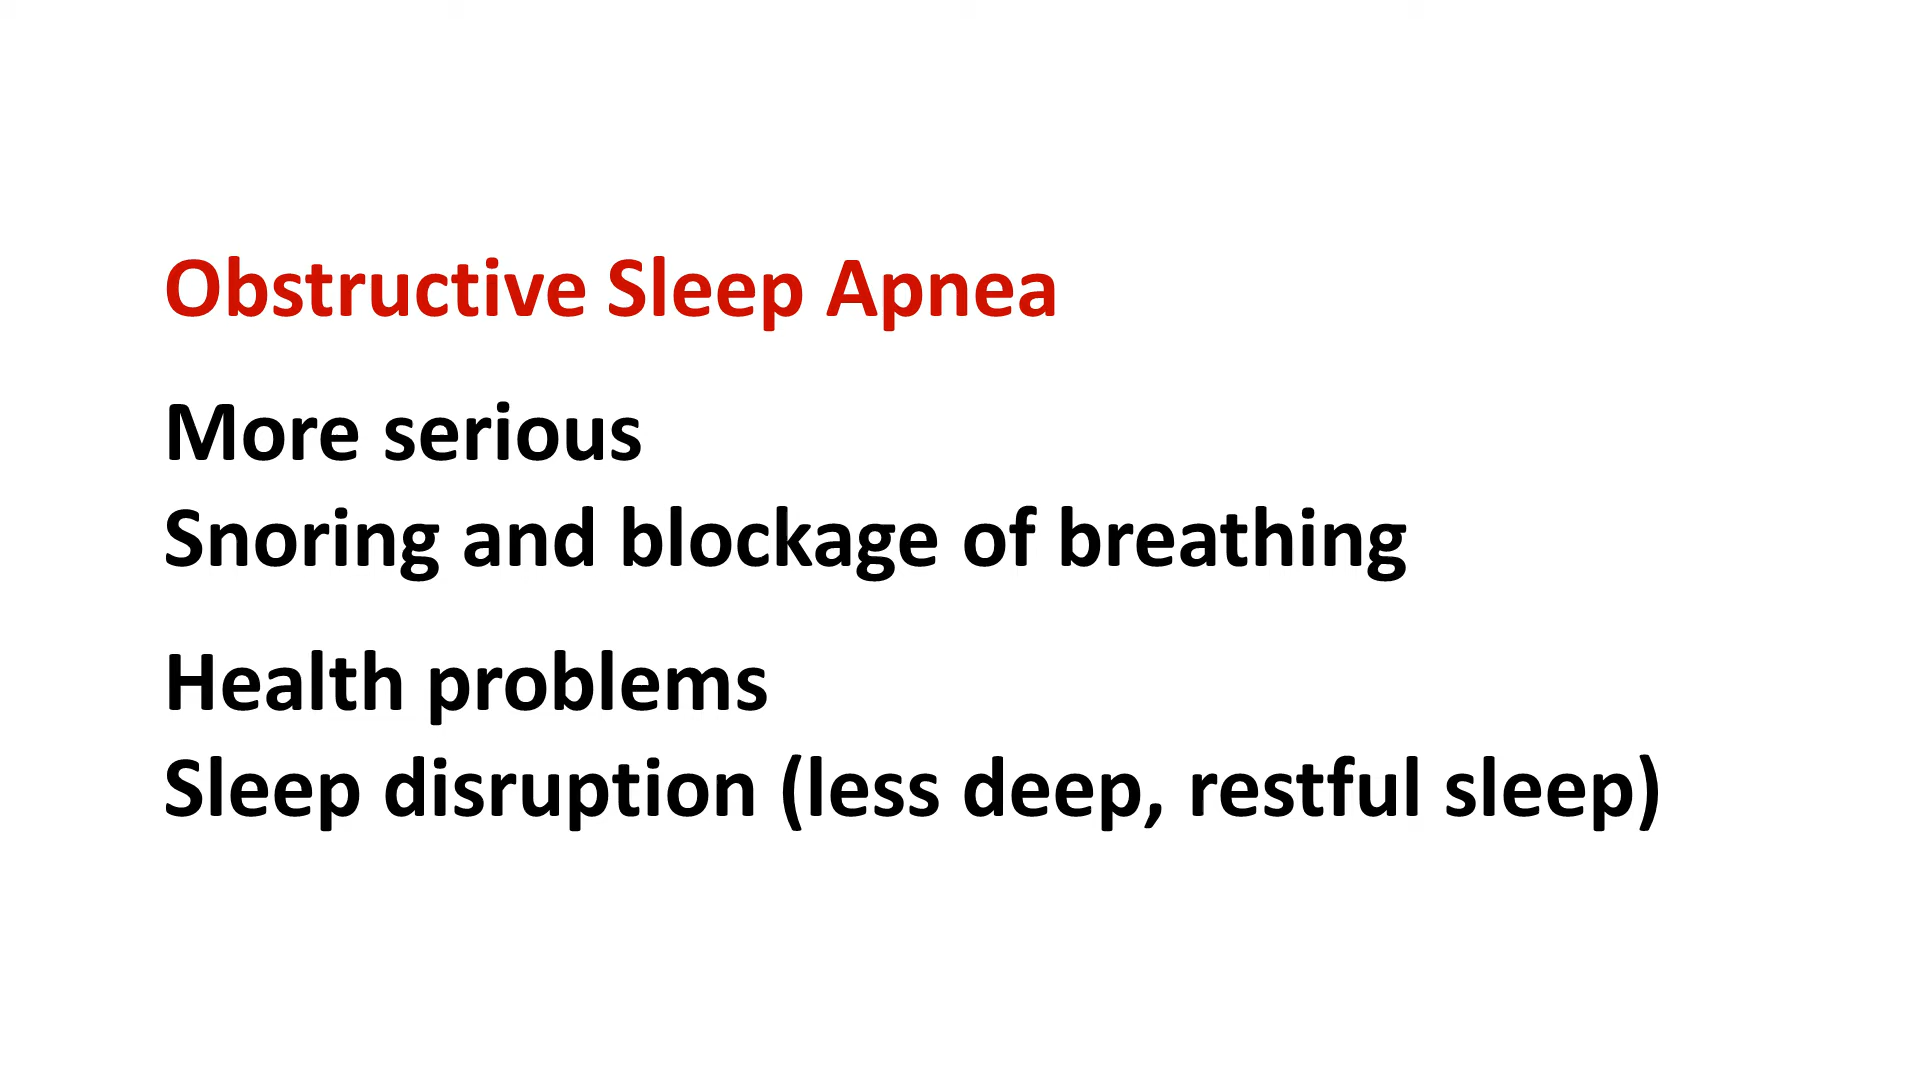 Obstructive Sleep Apnea
More serious
Snoring and blockage of breathing
Health problems
Sleep disruption (less deep, restful sleep)